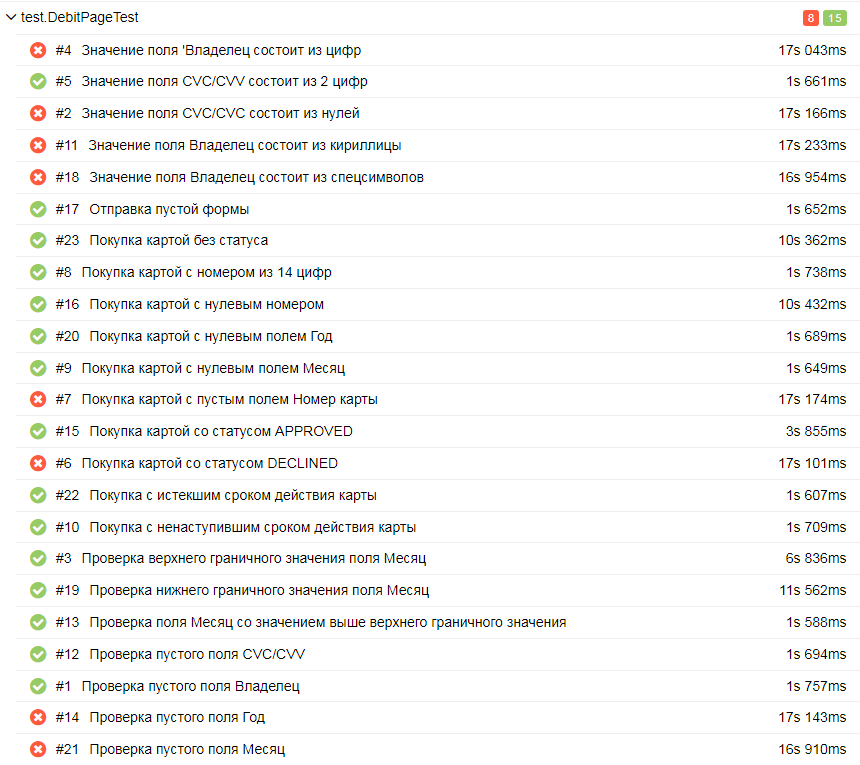 test.DebitPageTest 8 15
#4 Значение поля 'Владелец состоит из цифр 17s 043ms
#5 Значение поля CVC/CVV состоит из 2 цифр 1s 661ms
#2 Значение поля CVC/CVC состоит из нулей 17s 166ms
#11 Значение поля Владелец состоит из кириллицы 17s 233ms
#18 Значение поля Владелец состоит из спецсимволов 16s 954ms
#17 Отправка пустой формы 1s 652ms
#23 Покупка картой без статуса 10s 362ms
#8 Покупка картой с номером из 14 цифр 1s 738ms
#16 Покупка картой с нулевым номером 10s 432ms
#20 Покупка картой с нулевым полем Год 1s 689ms
#9 Покупка картой с нулевым полем Месяц 1s 649ms
#7 Покупка картой с пустым полем Номер карты 17s 174ms
#15 Покупка картой со статусом APPROVED 3s 855ms
#6 Покупка картой со статусом DECLINED 17s 101ms
#22 Покупка с истекшим сроком действия карты 1s 607ms
#10 Покупка с ненаступившим сроком действия карты 1s 709ms
#3 Проверка верхнего граничного значения поля Месяц 6s 836ms
#19 Проверка нижнего граничного значения поля Месяц 11s 562ms
#13 Проверка поля Месяц со значением выше верхнего граничного значения 1s 588ms
#12 Проверка пустого поля CVC/CVV 1s 694ms
#1 Проверка пустого поля Владелец 1s 757ms
#14 Проверка пустого поля Год 17s 143ms
#21 Проверка пустого поля Месяц 16s 910ms